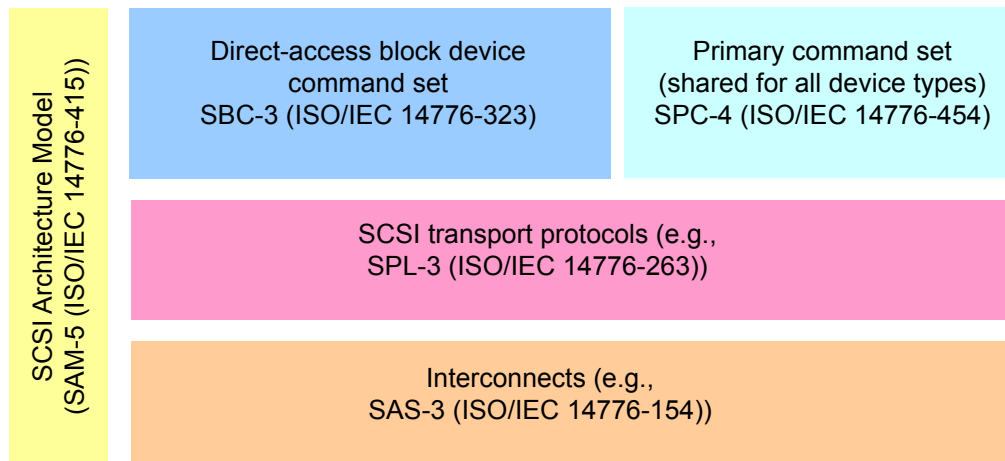 SCSI Architecture Model
(SAM-5 (ISO/IEC 14776-415))
Direct-access block device
command set
SBC-3 (ISO/IEC 14776-323)
Primary command set
(shared for all device types)
SPC-4 (ISO/IEC 14776-454)
SCSI transport protocols (e.g.,
SPL-3 (ISO/IEC 14776-263))
Interconnects (e.g.,
SAS-3 (ISO/IEC 14776-154))